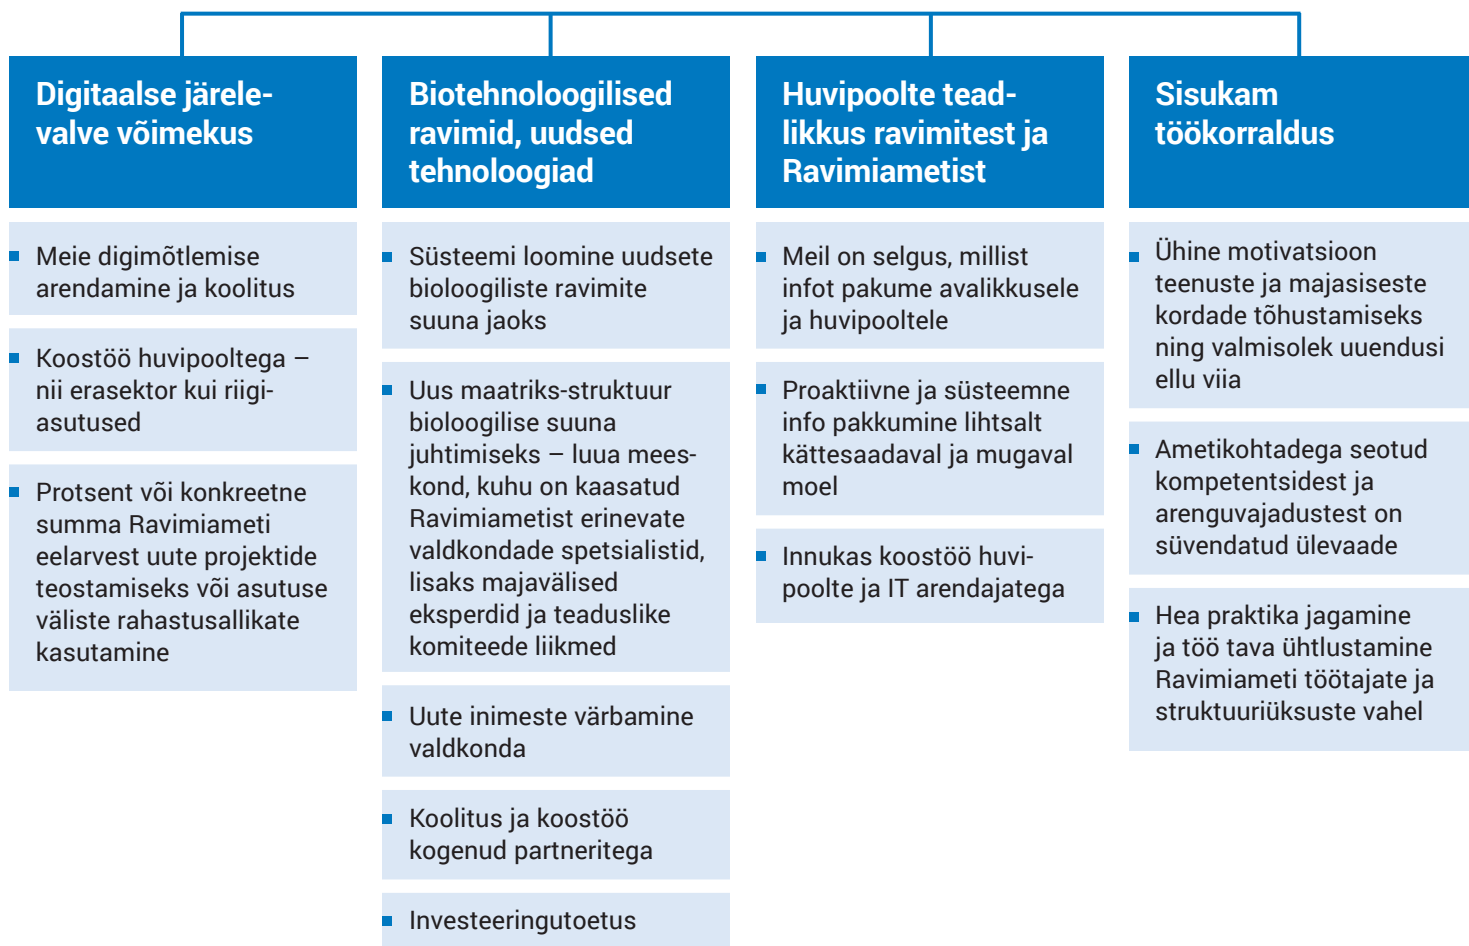 Digitaalse järele-
valve võimekus
Meie digimõtlemise
arendamine ja koolitus
Koostöö huvipooltega –
nii erasektor kui riigi-
asutused
Protsent või konkreetne
summa Ravimiameti
eelarvest uute projektide
teostamiseks või asutuse
väliste rahastusallikate
kasutamine
Biotehnoloogilised
ravimid, uudsed
tehnoloogiad
Süsteemi loomine uudsete
bioloogiliste ravimite
suuna jaoks
Uus maatriks-struktuur
bioloogilise suuna
juhtimiseks – luua mees-
kond, kuhu on kaasatud
Ravimiametist erinevate
valdkondade spetsialistid,
lisaks majavälised
eksperdid ja teaduslike
komiteede liikmed
Uute inimeste värbamine
valdkonda
Koolitus ja koostöö
kogenud partneritega
Investeeringutoetus
Huvipoolte tead-
likkus ravimitest ja
Ravimiametist
Meil on selgus, millist
infot pakume avalikkusele
ja huvipooltele
Proaktiivne ja süsteemne
info pakkumine lihtsalt
kättesaadaval ja mugaval
moel
Innukas koostöö huvi-
poolte ja IT arendajatega
Sisukam
töökorraldus
Ühine motivatsioon
teenuste ja majasiseste
kordade tõhustamiseks
ning valmisolek uuendusi
ellu viia
Ametikohtadega seotud
kompetentsidest ja
arenguvajadustest on
süvendatud ülevaade
Hea praktika jagamine
ja töö tava ühtlustamine
Ravimiameti töötajate ja
struktuuriüksuste vahel